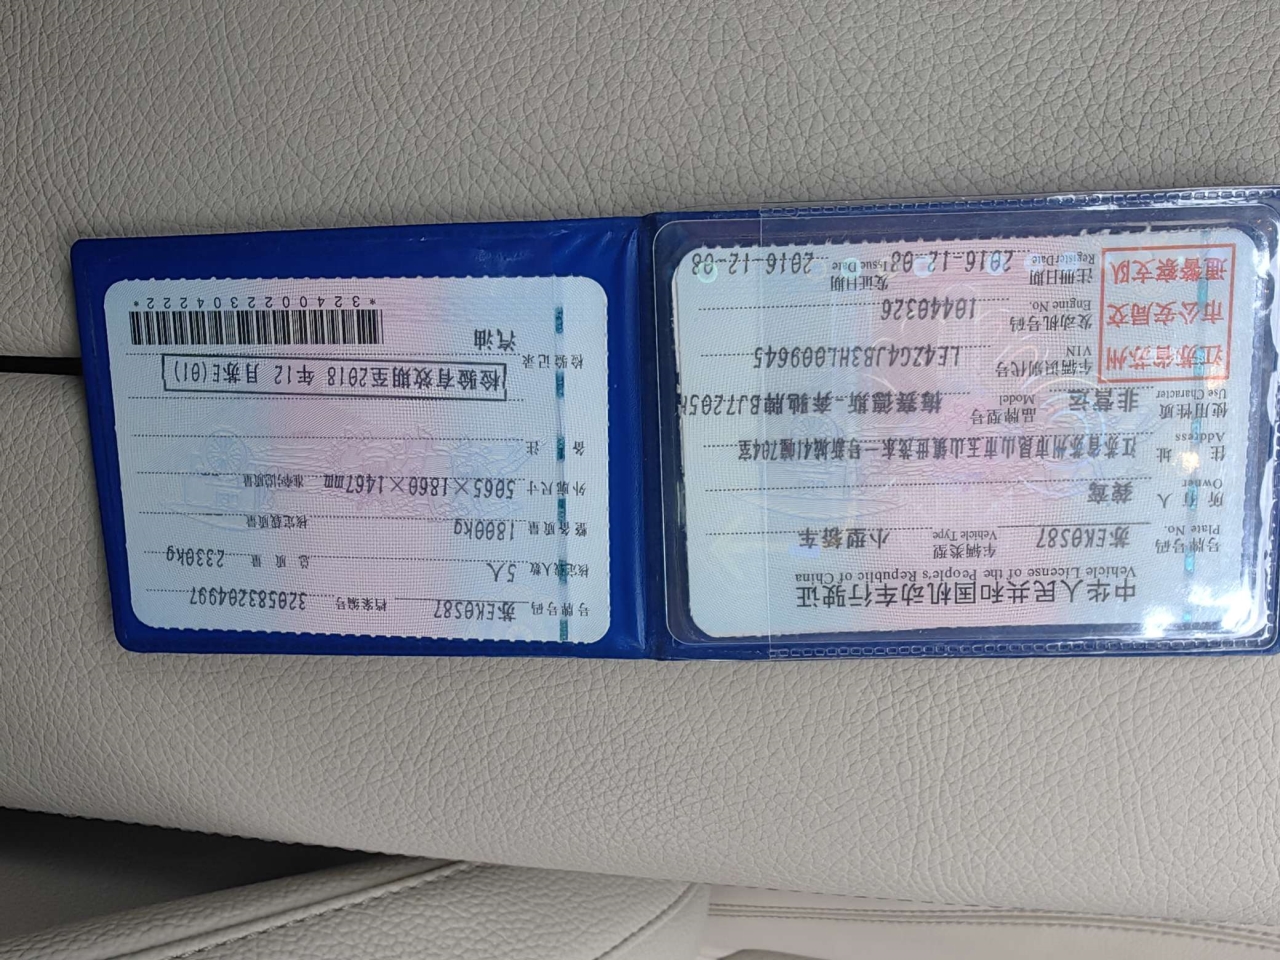 中华人民共和国机动车行驶证
Vehicle License of the People's Republic of China
号牌号码 Plate No. 苏EK0S87 车辆类型 Vehicle Type 小型轿车
所有人 Owner
住址 Address 江苏省苏州市昆山市玉山镇世茂东一号新城41幢704室
使用性质 Use Character 非营运 品牌型号 Model 梅赛德斯-奔驰牌BJ7205H
江苏省苏州市公安局交通警察支队
车辆识别代号 VIN LE4ZG4JB3HL009645
发动机号码 Engine No. 10440326
注册日期 Register Date 2016-12-08 发证日期 Issue Date 2016-12-08
号牌号码 苏EK0S87 档案编号 320583204997
核定载人数 5人 总质量 2330kg
整备质量 1800kg 核定载质量
外廓尺寸 5065×1860×1467mm 准牵引总质量
备注
检验有效期至2018年12月苏E(01)
检验记录
汽油
*3240022304222*